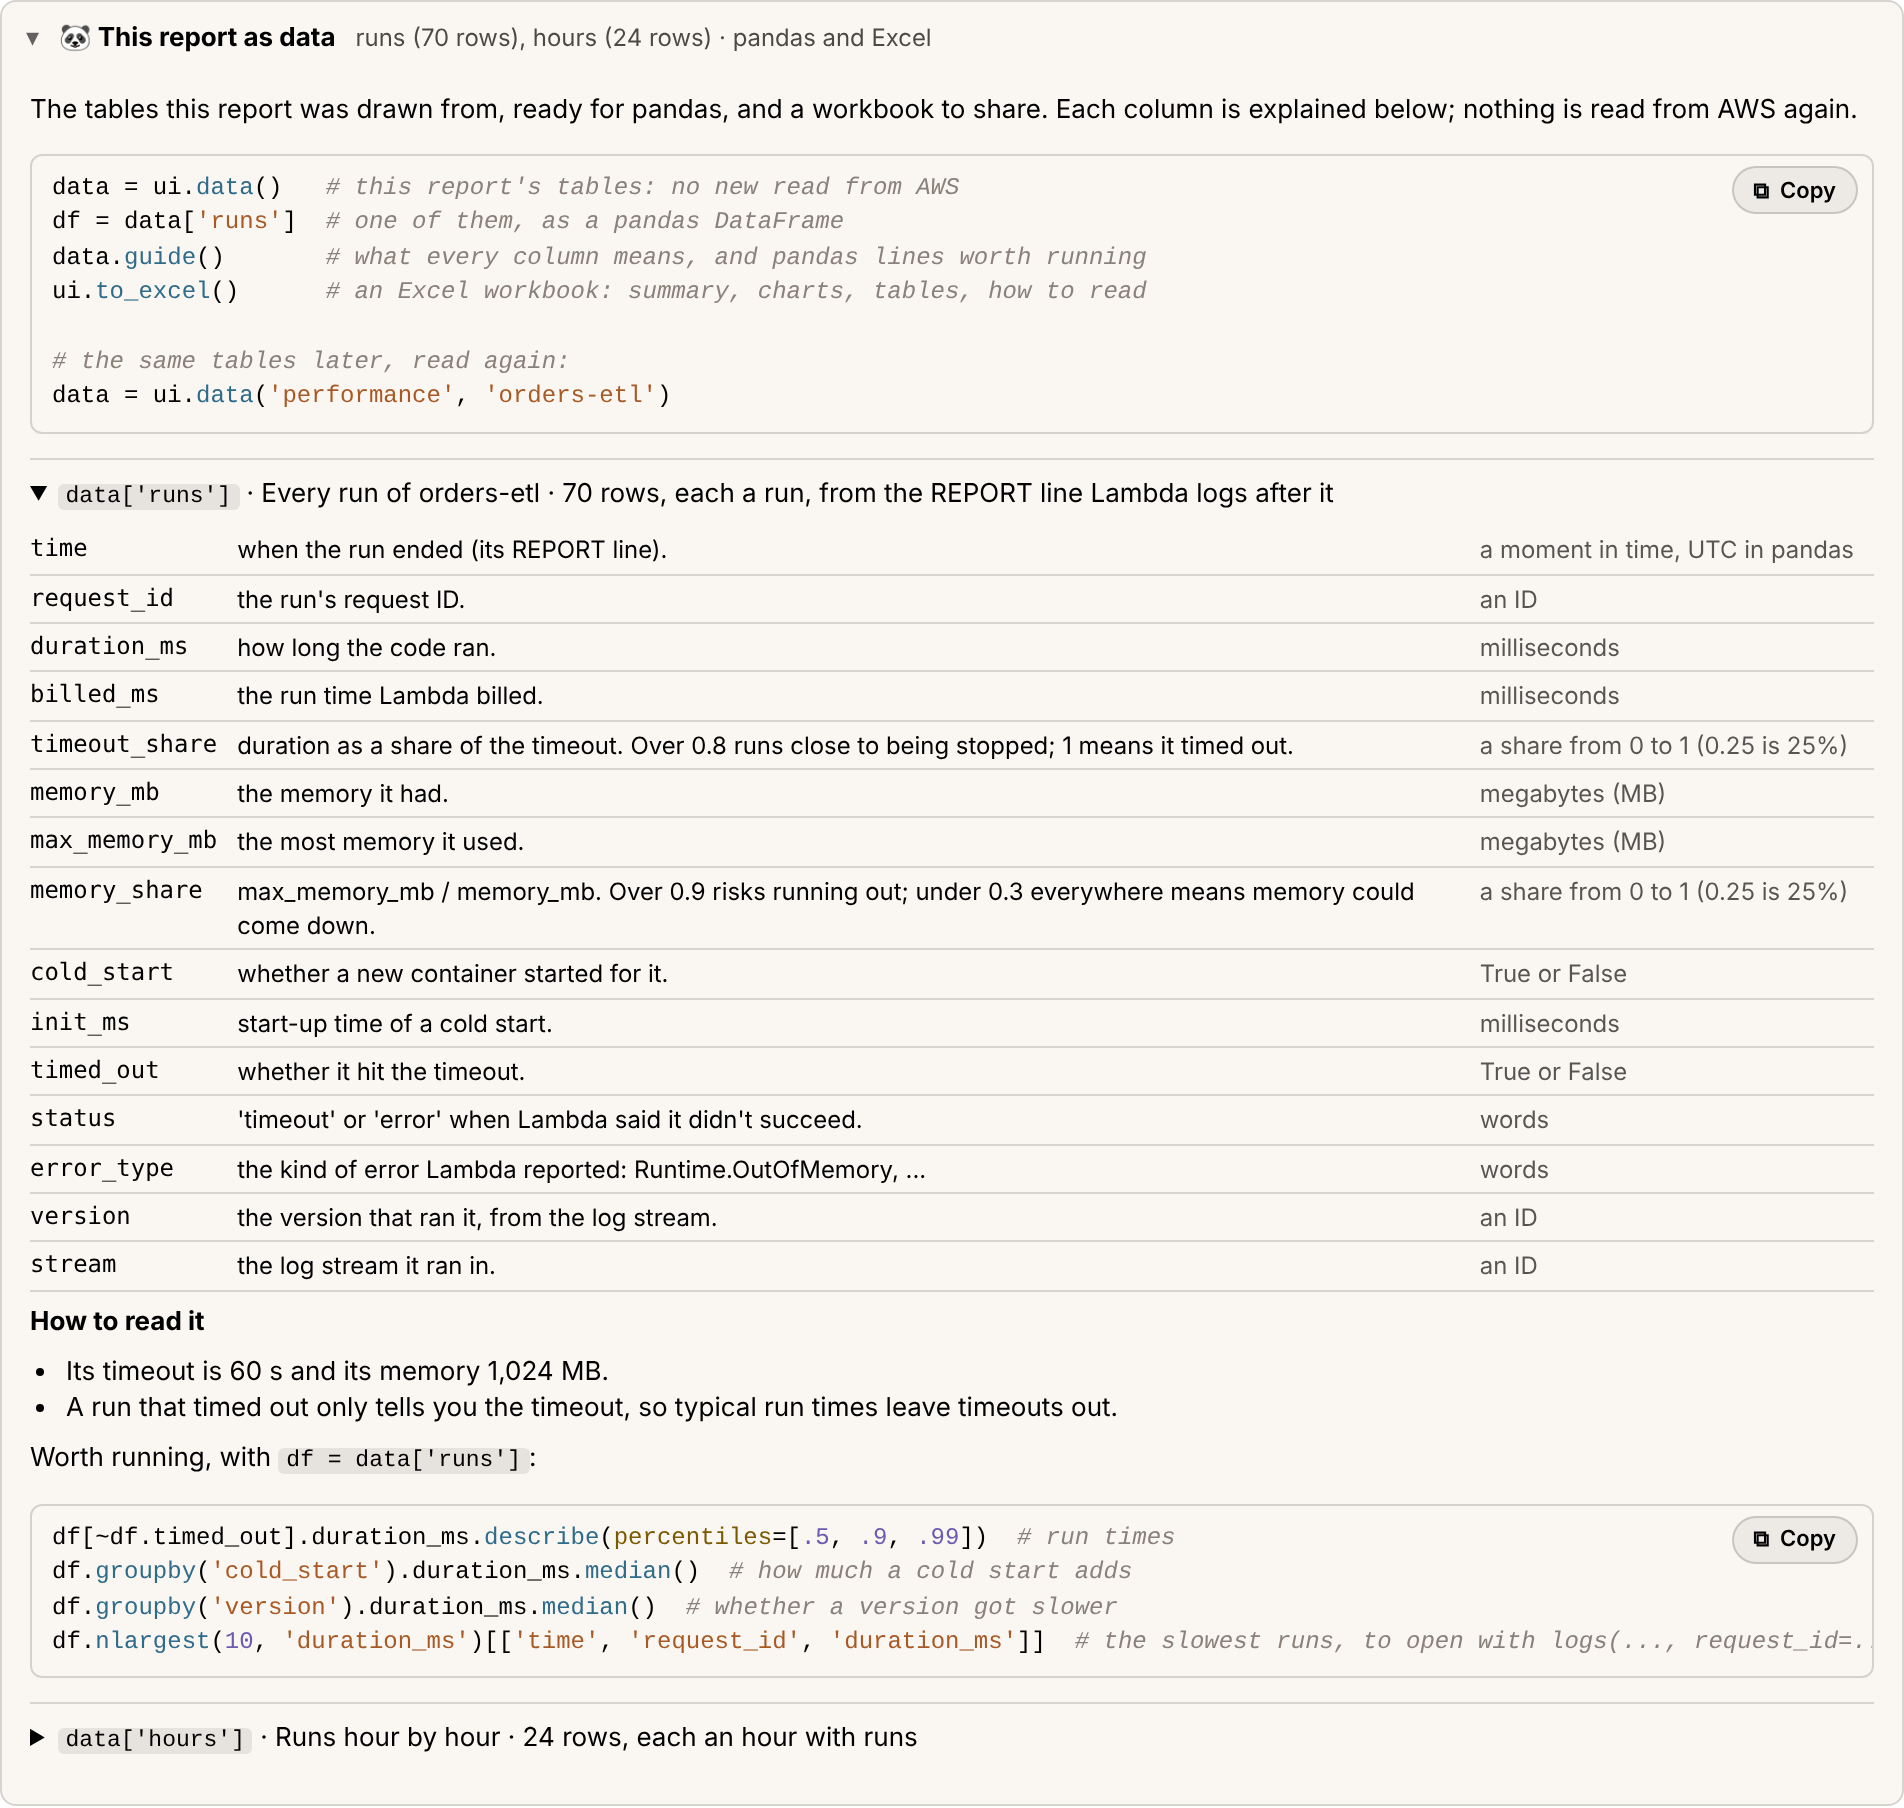 ▼ 🐼 This report as data runs (70 rows), hours (24 rows) · pandas and Excel
The tables this report was drawn from, ready for pandas, and a workbook to share. Each column is explained below; nothing is read from AWS again.
data = ui.data()   # this report's tables: no new read from AWS
⧉ Copy
df = data['runs']  # one of them, as a pandas DataFrame
data.guide()       # what every column means, and pandas lines worth running
ui.to_excel()      # an Excel workbook: summary, charts, tables, how to read
# the same tables later, read again:
data = ui.data('performance', 'orders-etl')
▼ data['runs'] · Every run of orders-etl · 70 rows, each a run, from the REPORT line Lambda logs after it
time when the run ended (its REPORT line). a moment in time, UTC in pandas
request_id the run's request ID. an ID
duration_ms how long the code ran. milliseconds
billed_ms the run time Lambda billed. milliseconds
timeout_share duration as a share of the timeout. Over 0.8 runs close to being stopped; 1 means it timed out. a share from 0 to 1 (0.25 is 25%)
memory_mb the memory it had. megabytes (MB)
max_memory_mb the most memory it used. megabytes (MB)
memory_share max_memory_mb / memory_mb. Over 0.9 risks running out; under 0.3 everywhere means memory could a share from 0 to 1 (0.25 is 25%)
come down.
cold_start whether a new container started for it. True or False
init_ms start-up time of a cold start. milliseconds
timed_out whether it hit the timeout. True or False
status 'timeout' or 'error' when Lambda said it didn't succeed. words
error_type the kind of error Lambda reported: Runtime.OutOfMemory, ... words
version the version that ran it, from the log stream. an ID
stream the log stream it ran in. an ID
How to read it
• Its timeout is 60 s and its memory 1,024 MB.
• A run that timed out only tells you the timeout, so typical run times leave timeouts out.
Worth running, with df = data['runs']:
df[~df.timed_out].duration_ms.describe(percentiles=[.5, .9, .99])  # run times
⧉ Copy
df.groupby('cold_start').duration_ms.median()  # how much a cold start adds
df.groupby('version').duration_ms.median()  # whether a version got slower
df.nlargest(10, 'duration_ms')[['time', 'request_id', 'duration_ms']]  # the slowest runs, to open with logs(..., request_id=..
▶ data['hours'] · Runs hour by hour · 24 rows, each an hour with runs